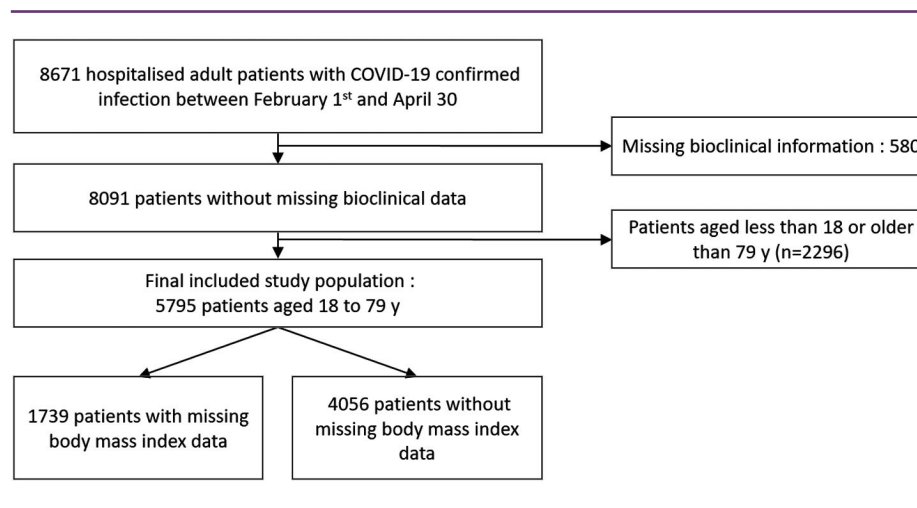 8671 hospitalised adult patients with COVID-19 confirmed
infection between February 1st and April 30
Missing bioclinical information : 580
8091 patients without missing bioclinical data
Patients aged less than 18 or older
than 79 y (n=2296)
Final included study population :
5795 patients aged 18 to 79 y
1739 patients with missing
body mass index data
4056 patients without
missing body mass index
data